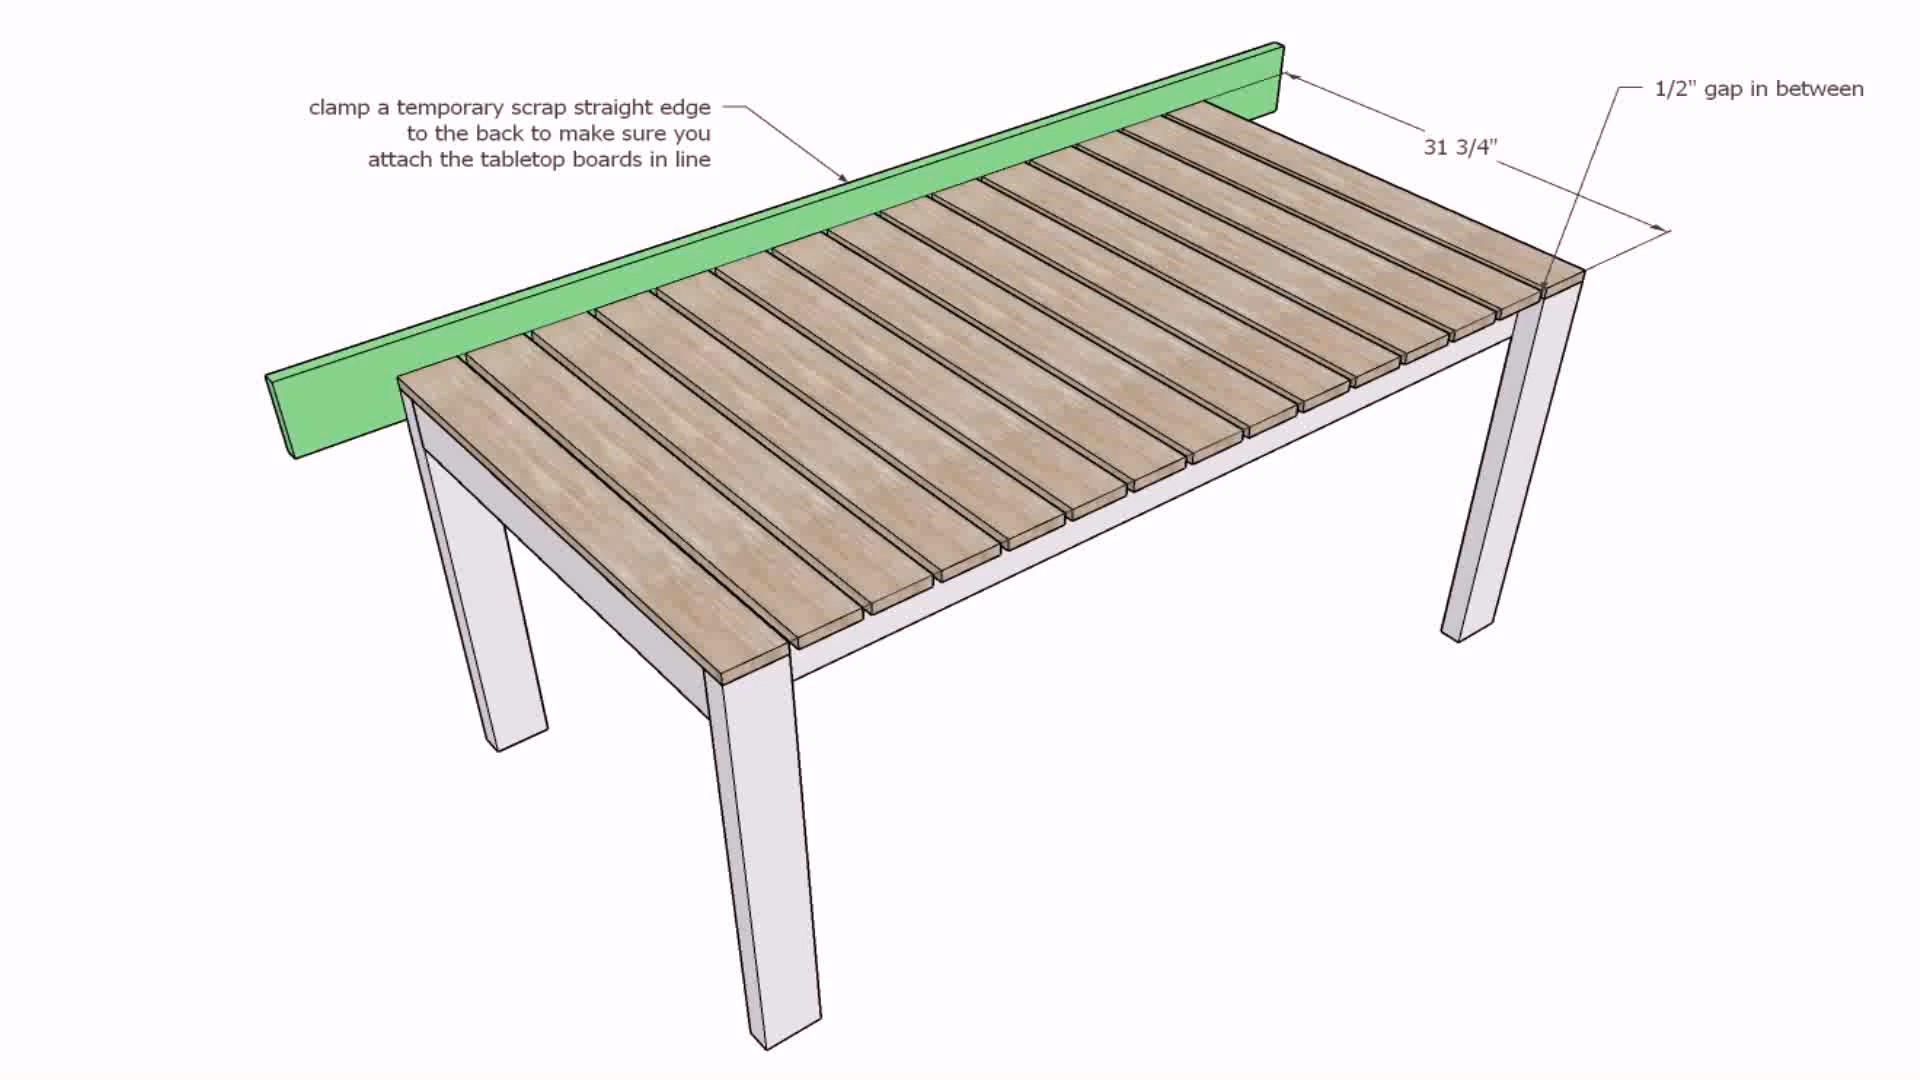 clamp a temporary scrap straight edge
to the back to make sure you
attach the tabletop boards in line
1/2" gap in between
31 3/4"